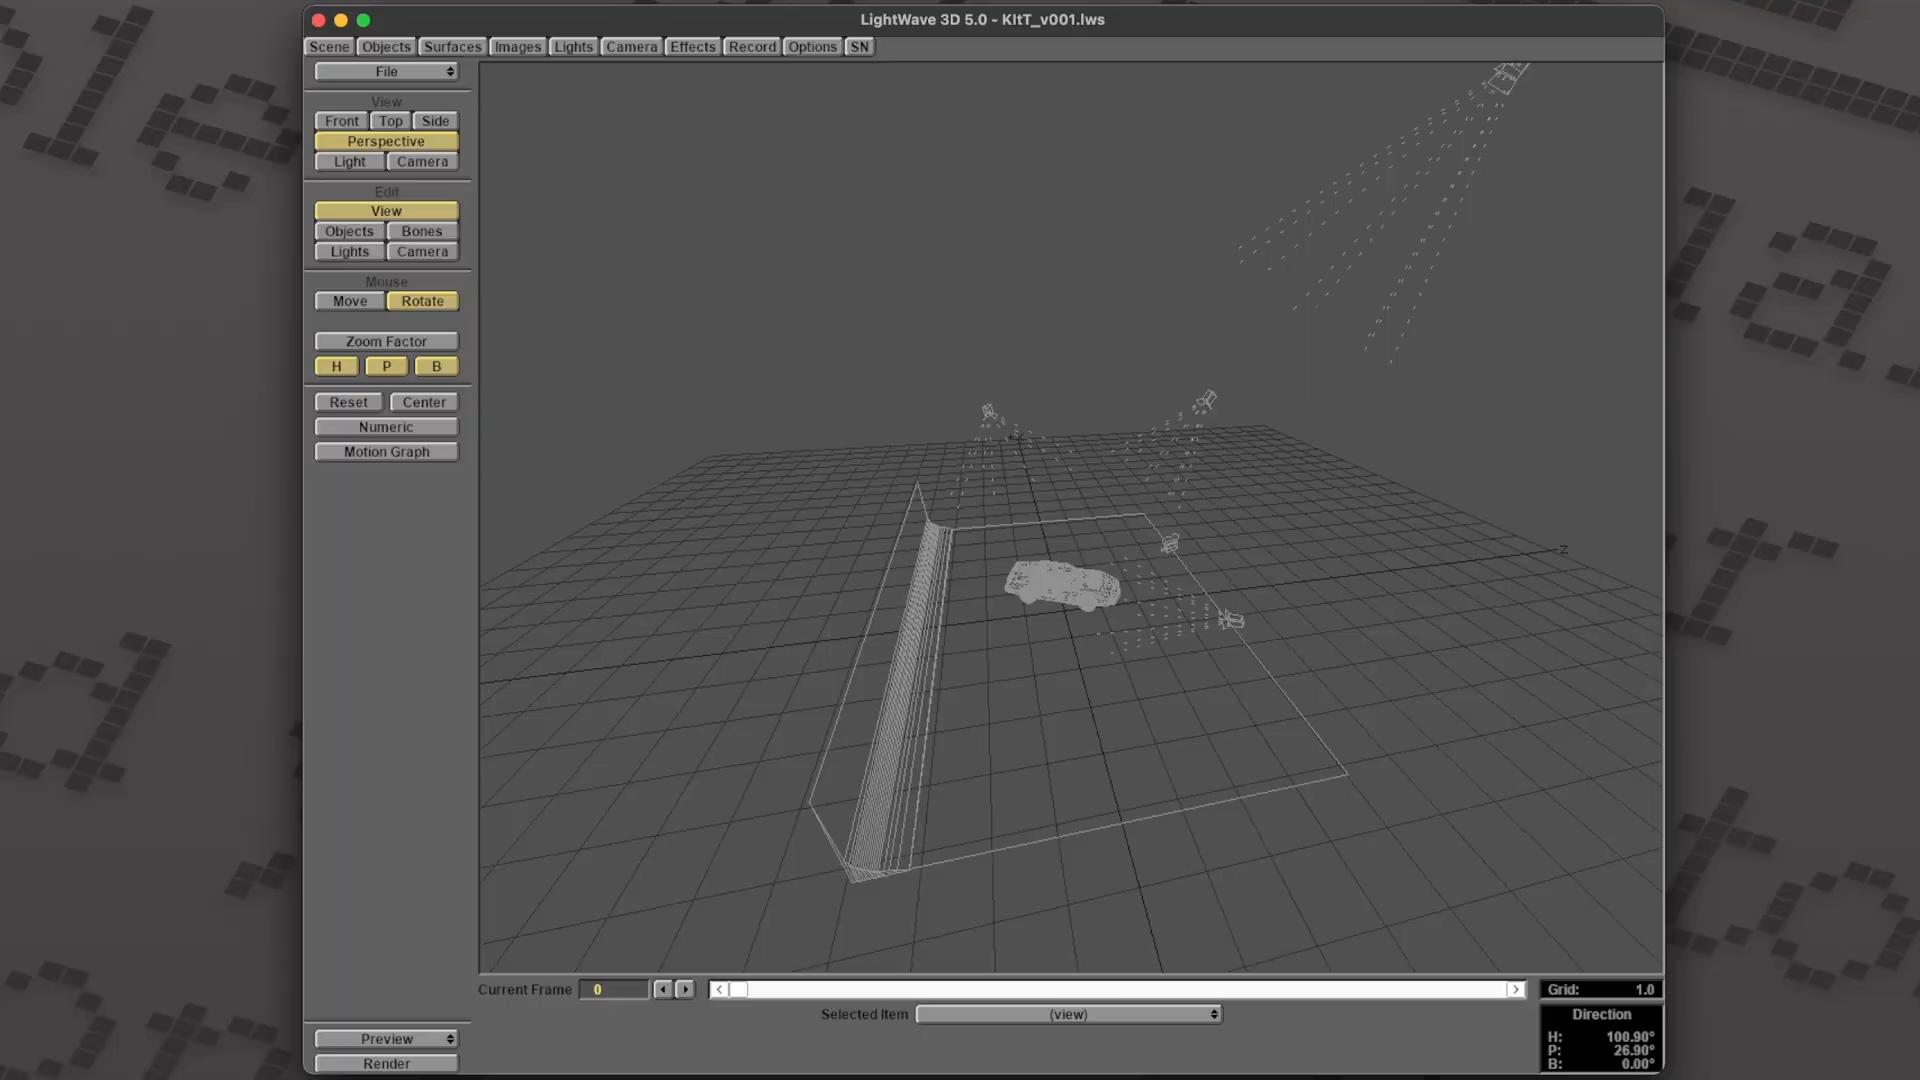 LightWave 3D 5.0 - KItT_v001.lws
Scene Objects Surfaces Images Lights Camera Effects Record Options SN
File
View
Front Top Side
Perspective
Light Camera
Edit
View
Objects Bones
Lights Camera
Mouse
Move Rotate
Zoom Factor
H P B
Reset Center
Numeric
Motion Graph
Z
Current Frame 0
Grid: 1.0
Selected Item (view)
Direction
H: 100.90°
P: 26.90°
B: 0.00°
Preview
Render